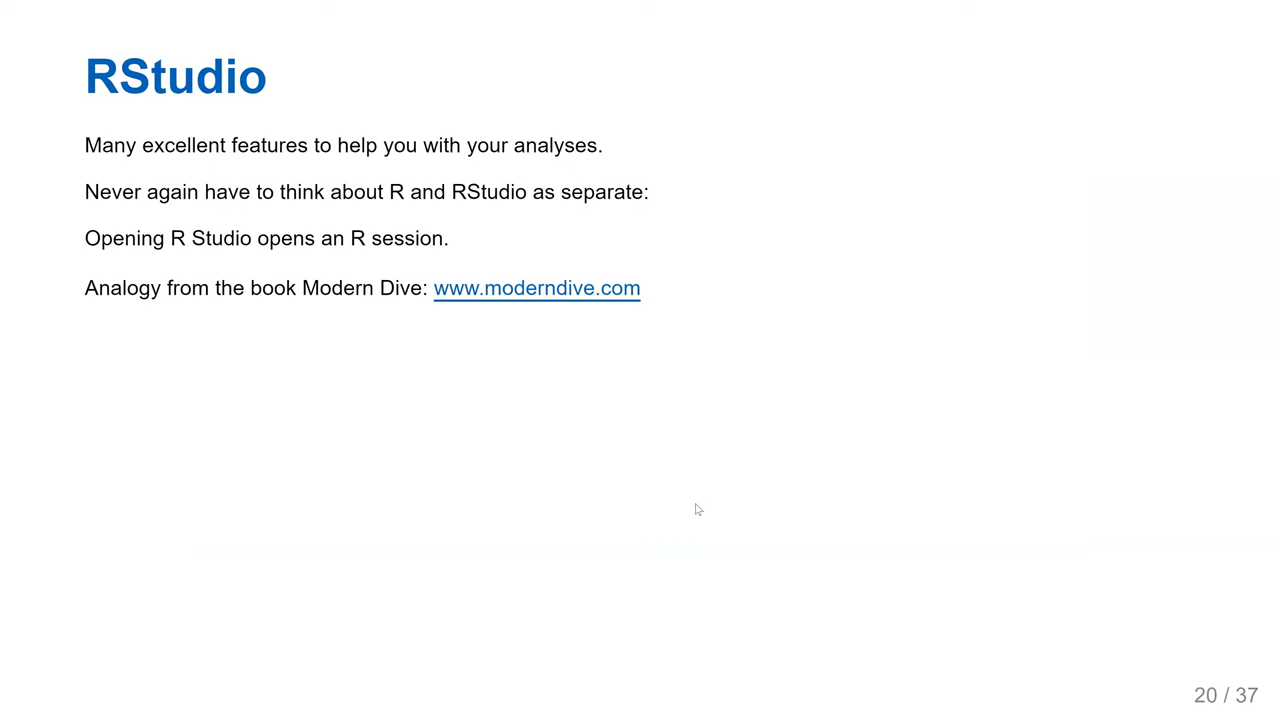 RStudio
Many excellent features to help you with your analyses.
Never again have to think about R and RStudio as separate:
Opening R Studio opens an R session.
Analogy from the book Modern Dive: www.moderndive.com
20 / 37